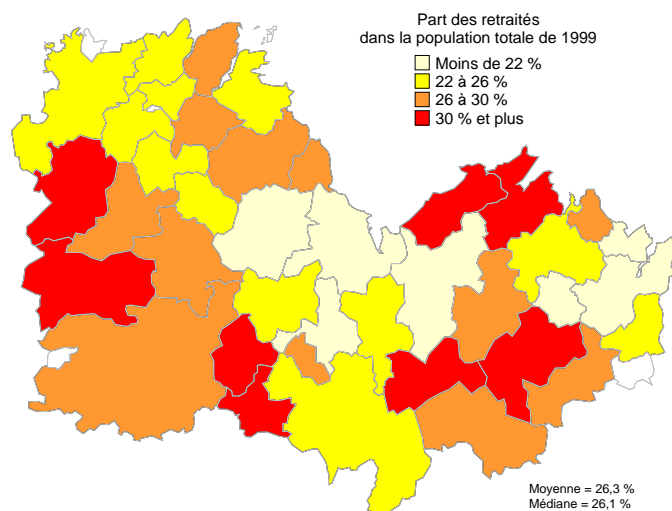 Part des retraités
dans la population totale de 1999
Moins de 22 %
22 à 26 %
26 à 30 %
30 % et plus
Moyenne = 26,3 %
Médiane = 26,1 %